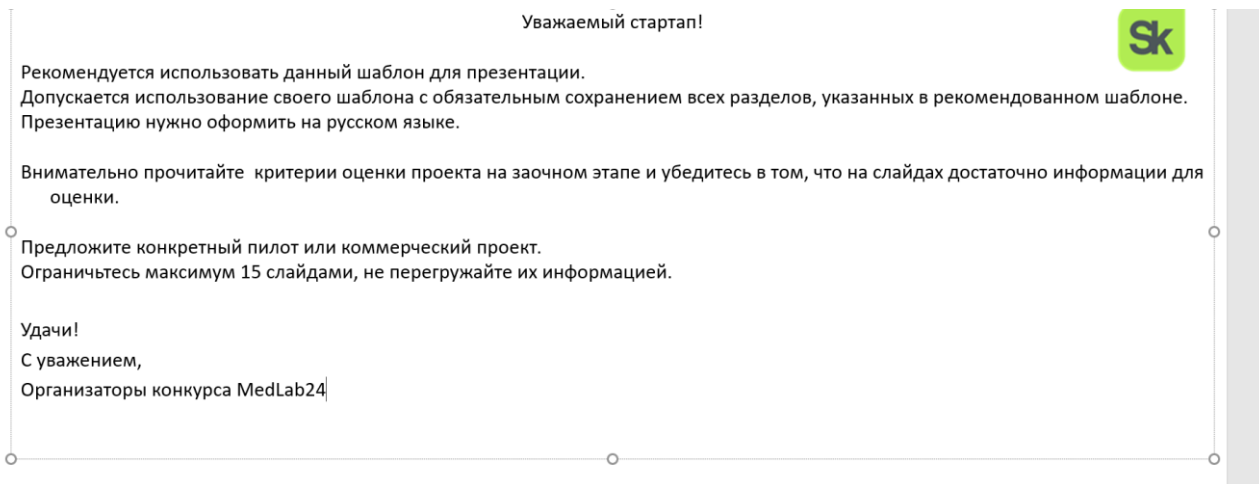 Уважаемый стартап!
Sk
Рекомендуется использовать данный шаблон для презентации.
Допускается использование своего шаблона с обязательным сохранением всех разделов, указанных в рекомендованном шаблоне.
Презентацию нужно оформить на русском языке.
Внимательно прочитайте  критерии оценки проекта на заочном этапе и убедитесь в том, что на слайдах достаточно информации для
оценки.
Предложите конкретный пилот или коммерческий проект.
Ограничьтесь максимум 15 слайдами, не перегружайте их информацией.
Удачи!
С уважением,
Организаторы конкурса MedLab24